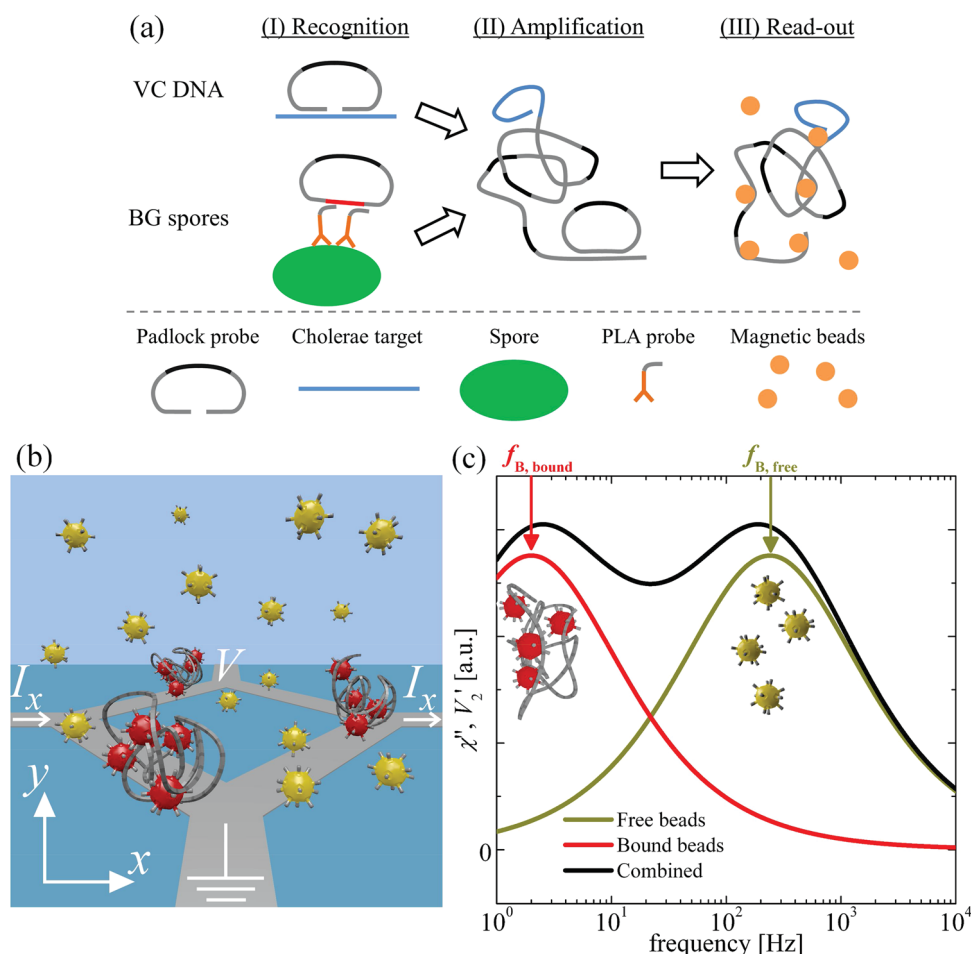 (a)
(I) Recognition
(II) Amplification
(III) Read-out
VC DNA
BG spores
Padlock probe
Cholerae target
Spore
PLA probe
Magnetic beads
(b)
V
I_x
I_x
y
x
(c)
f_B, bound
f_B, free
χ'', V_2' [a.u.]
0
Free beads
Bound beads
Combined
10^0
10^1
10^2
10^3
10^4
frequency [Hz]